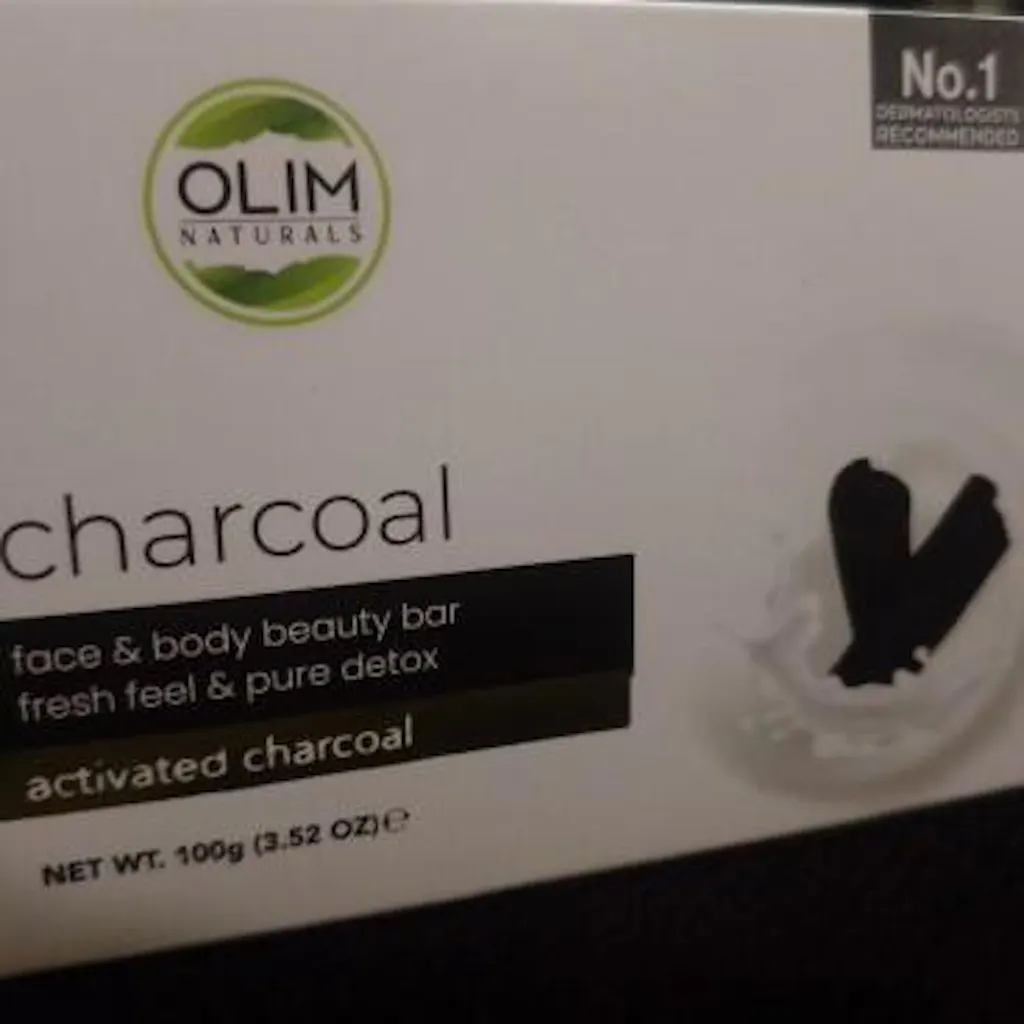 OLIM
NATURALS
No.1
DERMATOLOGISTS
RECOMMENDED
charcoal
face & body beauty bar
fresh feel & pure detox
activated charcoal
NET WT. 100g (3.52 OZ)℮